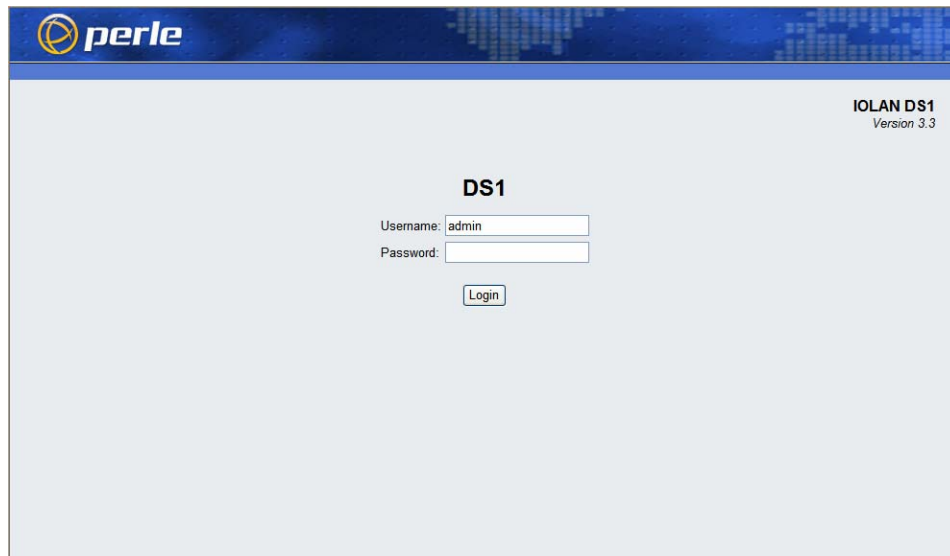 perle
IOLAN DS1
Version 3.3
DS1
Username: admin
Password:
Login